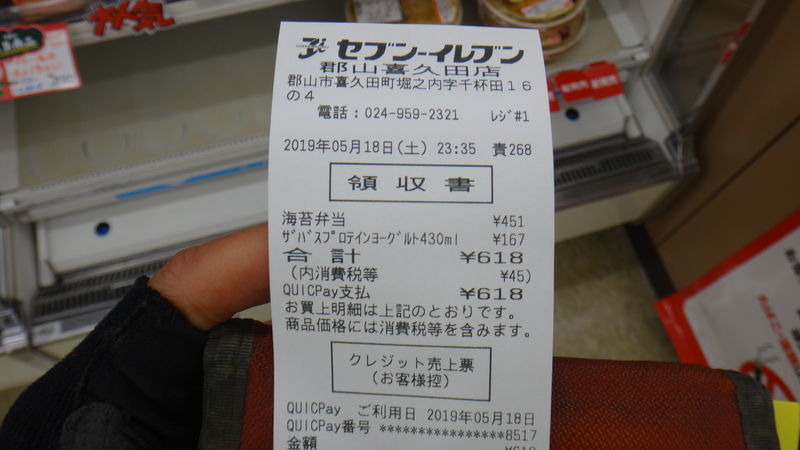 大人気
セブン-イレブン
郡山喜久田店
郡山市喜久田町堀之内字千杯田16
の4
電話:024-959-2321 レジ#1
2019年05月18日(土) 23:35 責268
領収書
海苔弁当 ¥451
ザバスプロテインヨーグルト430ml ¥167
合計 ¥618
(内消費税等 ¥45)
QUICPay支払 ¥618
お買上明細は上記のとおりです。
商品価格には消費税等を含みます。
クレジット売上票
(お客様控)
QUICPay ご利用日 2019年05月18日
QUICPay番号 ****************8517
金額